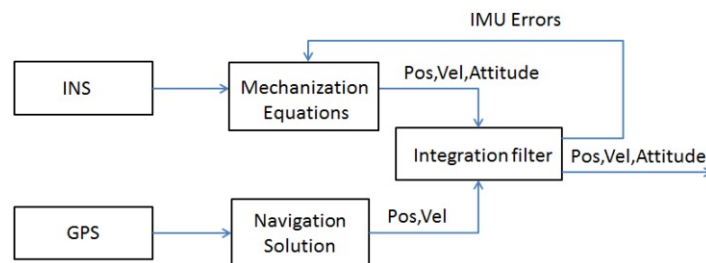 IMU Errors
INS
Mechanization
Equations
Pos,Vel,Attitude
Integration filter
Pos,Vel,Attitude
GPS
Navigation
Solution
Pos,Vel